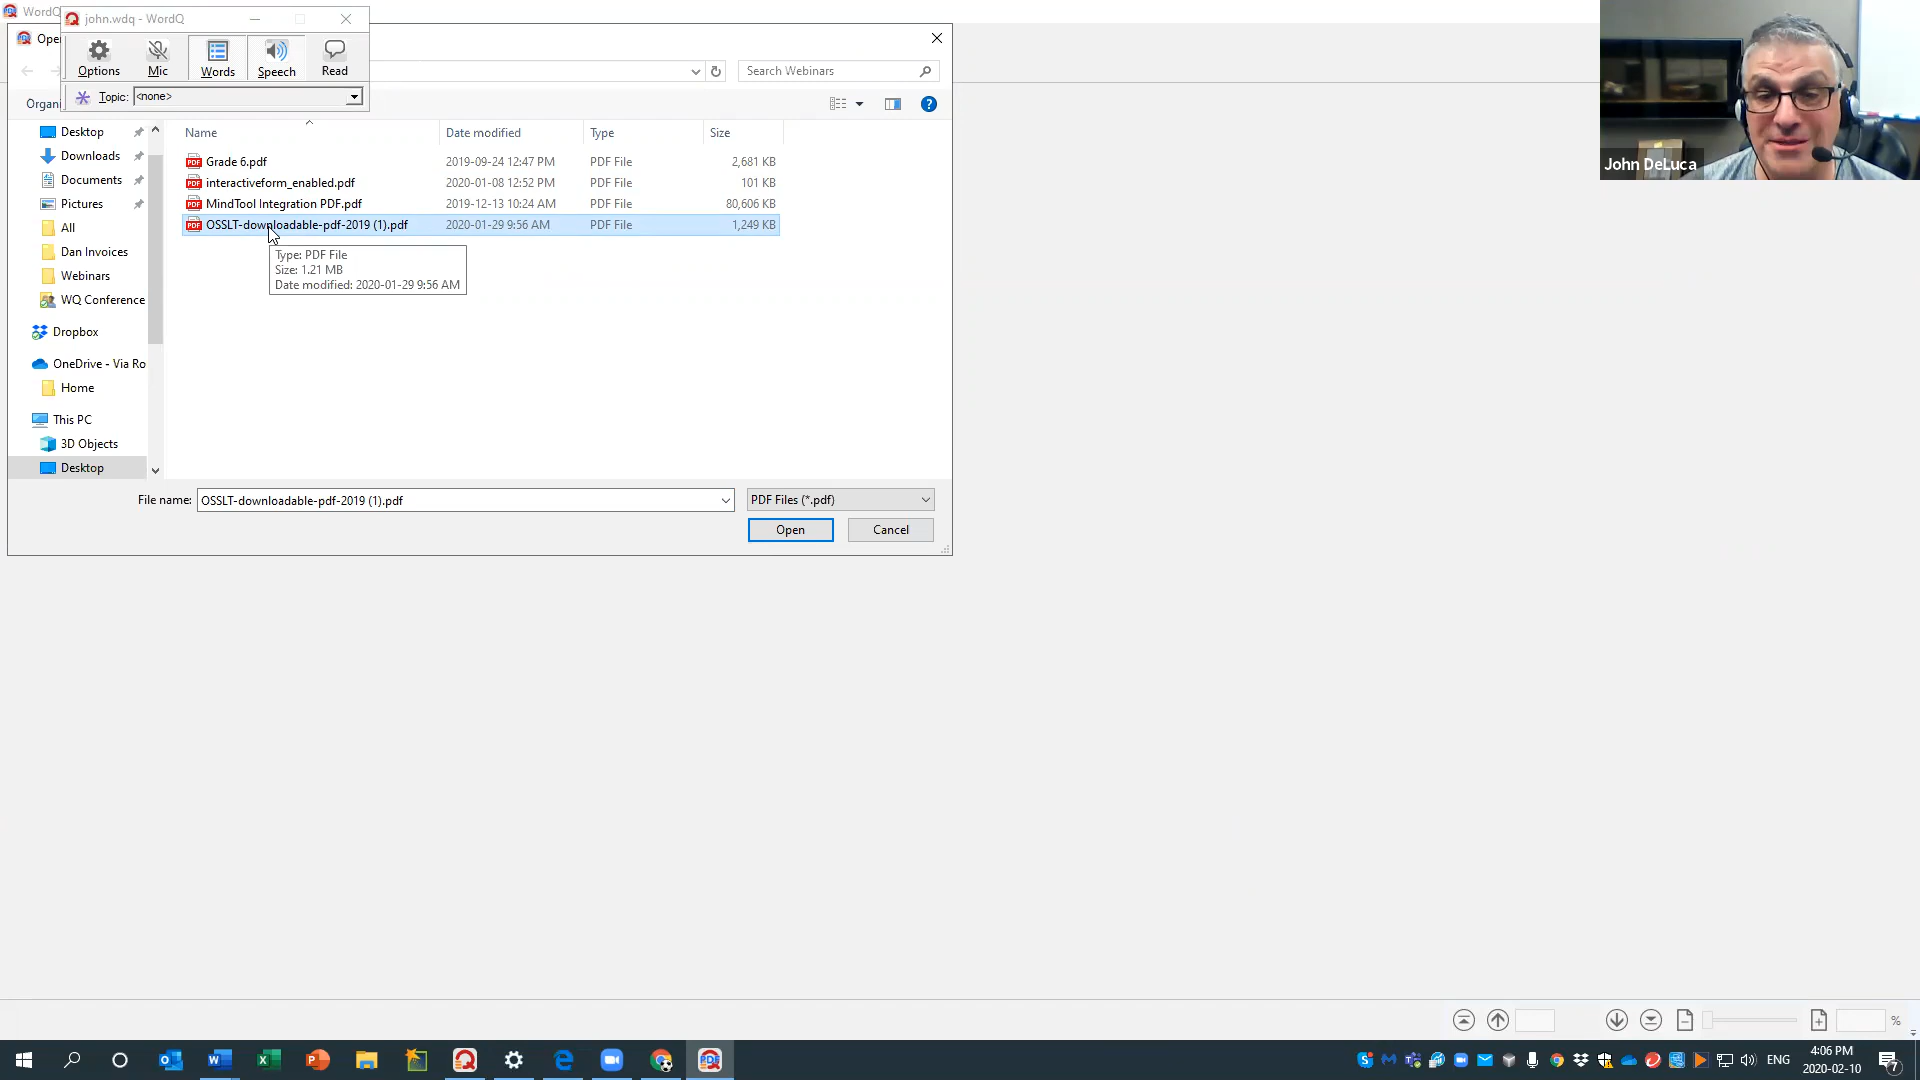 WordQ
john.wdq - WordQ
Ope
Options
Mic
Words
Speech
Read
Search Webinars
Topic:
<none>
Organi
Name
Date modified
Type
Size
Grade 6.pdf
2019-09-24 12:47 PM
PDF File
2,681 KB
interactiveform_enabled.pdf
2020-01-08 12:52 PM
PDF File
101 KB
MindTool Integration PDF.pdf
2019-12-13 10:24 AM
PDF File
80,606 KB
OSSLT-downloadable-pdf-2019 (1).pdf
2020-01-29 9:56 AM
PDF File
1,249 KB
Type: PDF File
Size: 1.21 MB
Date modified: 2020-01-29 9:56 AM
Desktop
Downloads
Documents
Pictures
All
Dan Invoices
Webinars
WQ Conference
Dropbox
OneDrive - Via Ro
Home
This PC
3D Objects
Desktop
File name:
OSSLT-downloadable-pdf-2019 (1).pdf
PDF Files (*.pdf)
Open
Cancel
John DeLuca
%
ENG
4:06 PM
2020-02-10
7